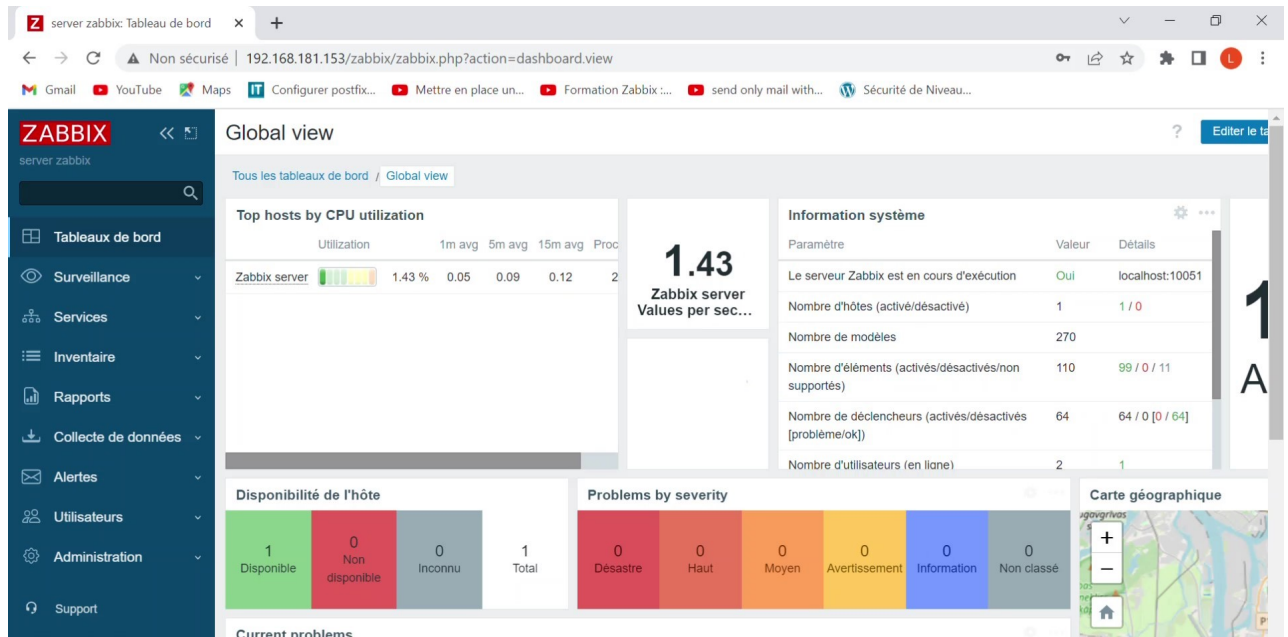 Z server zabbix: Tableau de bord
Non sécurisé | 192.168.181.153/zabbix/zabbix.php?action=dashboard.view
L
Gmail YouTube Maps IT Configurer postfix... Mettre en place un... Formation Zabbix :... send only mail with... Sécurité de Niveau...
ZABBIX
server zabbix
Tableaux de bord
Surveillance
Services
Inventaire
Rapports
Collecte de données
Alertes
Utilisateurs
Administration
Support
Global view
? Editer le ta
Tous les tableaux de bord / Global view
Top hosts by CPU utilization
Utilization 1m avg 5m avg 15m avg Proc
Zabbix server 1.43 % 0.05 0.09 0.12 2
1.43
Zabbix server
Values per sec...
Information système
Paramètre Valeur Détails
Le serveur Zabbix est en cours d'exécution Oui localhost:10051
Nombre d'hôtes (activé/désactivé) 1 1 / 0
Nombre de modèles 270
Nombre d'éléments (activés/désactivés/non 110 99 / 0 / 11
supportés)
Nombre de déclencheurs (activés/désactivés 64 64 / 0 [0 / 64]
[problème/ok])
Nombre d'utilisateurs (en ligne) 2 1
1
A
Disponibilité de l'hôte
1
Disponible
0
Non
disponible
0
Inconnu
1
Total
Problems by severity
0
Désastre
0
Haut
0
Moyen
0
Avertissement
0
Information
0
Non classé
Carte géographique
+
−
Current problems